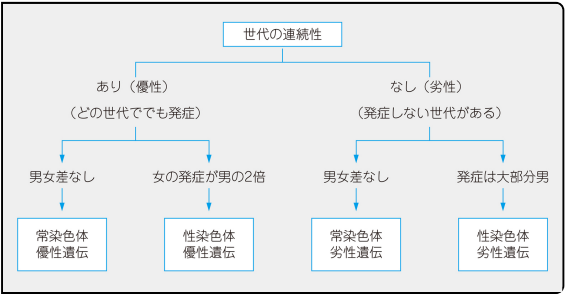 世代の連続性
あり（優性）
（どの世代ででも発症）
なし（劣性）
（発症しない世代がある）
男女差なし
女の発症が男の2倍
男女差なし
発症は大部分男
常染色体
優性遺伝
性染色体
優性遺伝
常染色体
劣性遺伝
性染色体
劣性遺伝